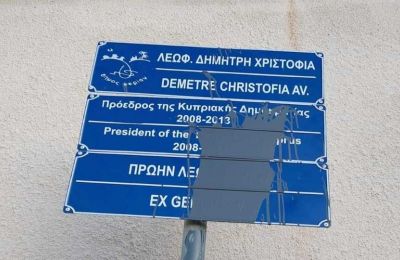 ΛΕΩΦ. ΔΗΜΗΤΡΗ ΧΡΙΣΤΟΦΙΑ
DEMETRE CHRISTOFIA AV.
Πρόεδρος της Κυπριακής Δημοκρατίας
2008-2013
President of the
2008-
ΠΡΩΗΝ
EX